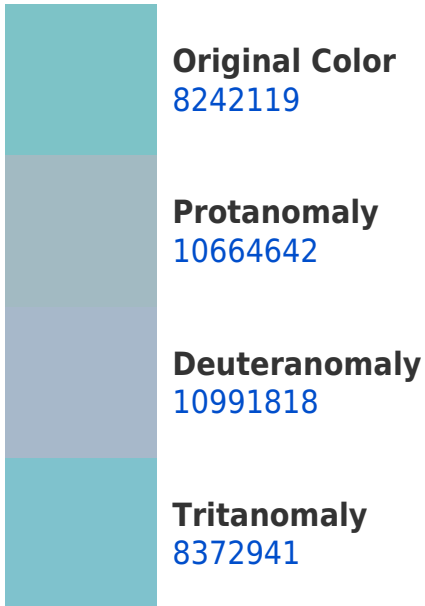 Original Color
8242119
Protanomaly
10664642
Deuteranomaly
10991818
Tritanomaly
8372941